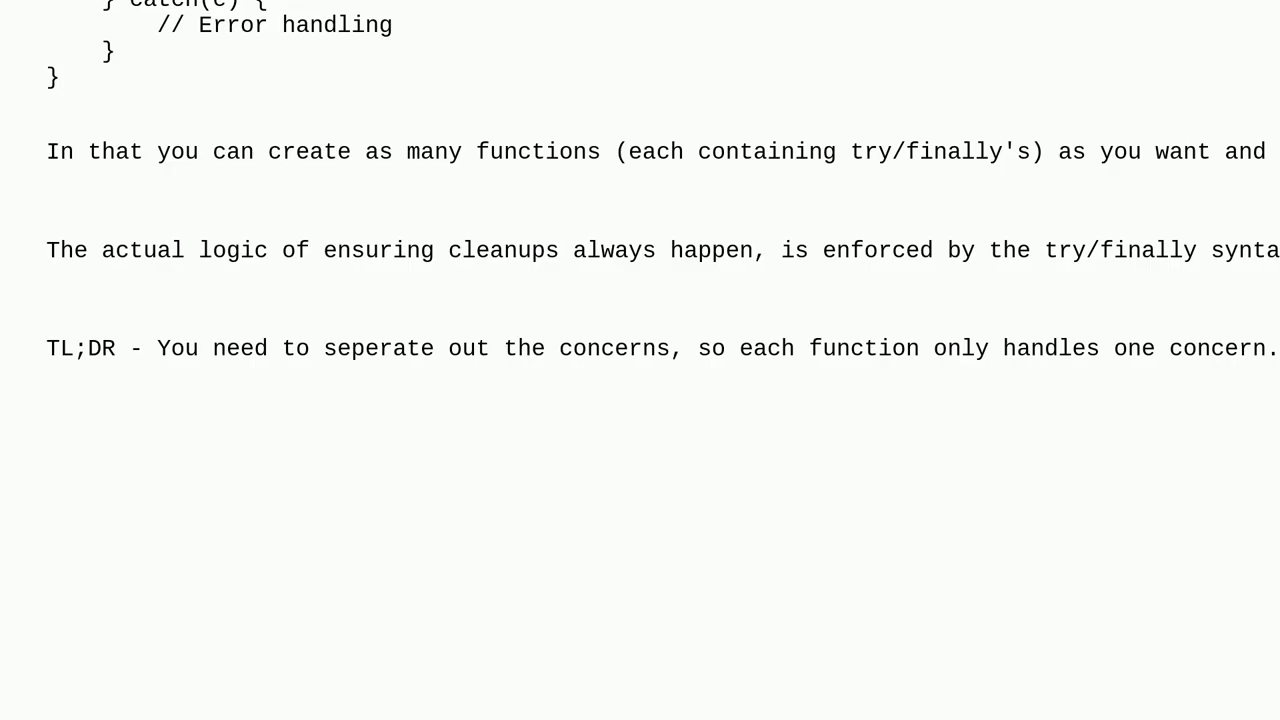 } catch(e) {
// Error handling
}
}
In that you can create as many functions (each containing try/finally's) as you want and
The actual logic of ensuring cleanups always happen, is enforced by the try/finally synta
TL;DR - You need to seperate out the concerns, so each function only handles one concern.